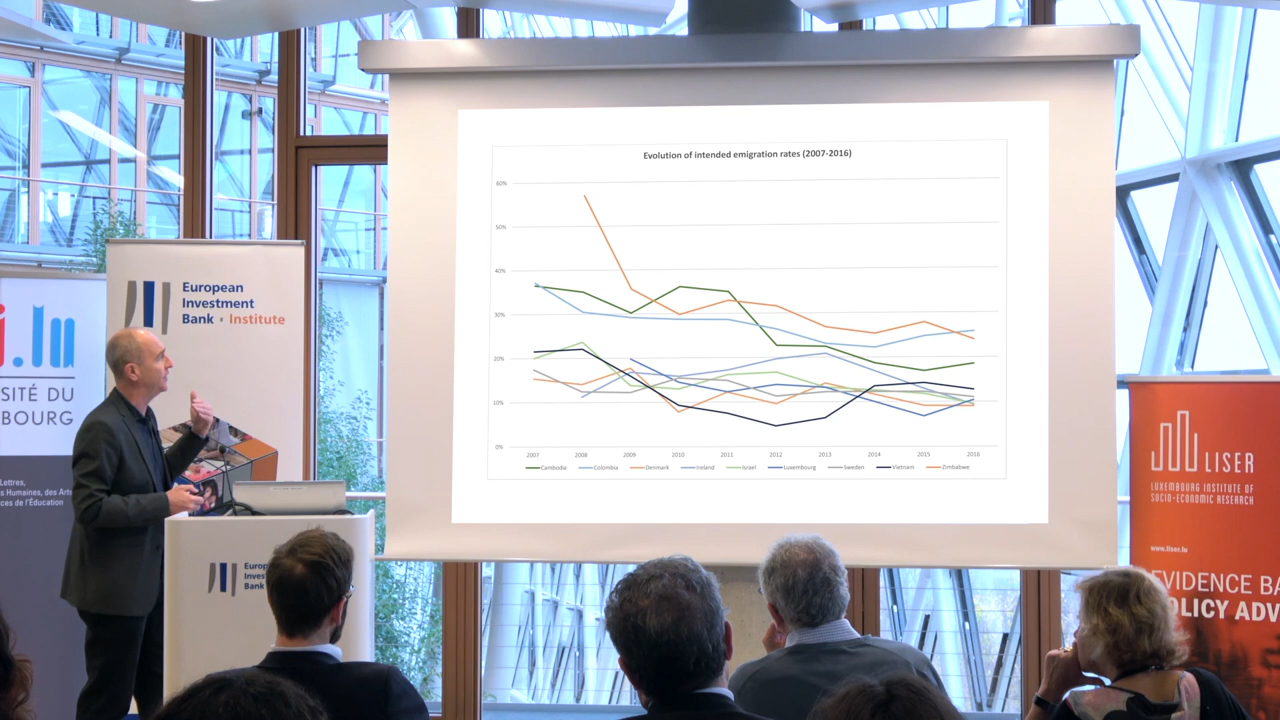 Evolution of intended emigration rates (2007-2016)
60%
50%
40%
30%
20%
10%
0%
2007 2008 2009 2010 2011 2012 2013 2014 2015 2016
Cambodia Colombia Denmark Ireland Israel Luxembourg Sweden Vietnam Zimbabwe
European
Investment
Bank • Institute
.lu
SITÉ DU
BOURG
Lettres,
s Humaines, des Arts
ces de l'Éducation
Europ
Inves
Bank
LISER
LUXEMBOURG INSTITUTE OF
SOCIO-ECONOMIC RESEARCH
www.liser.lu
EVIDENCE BA
OLICY ADV